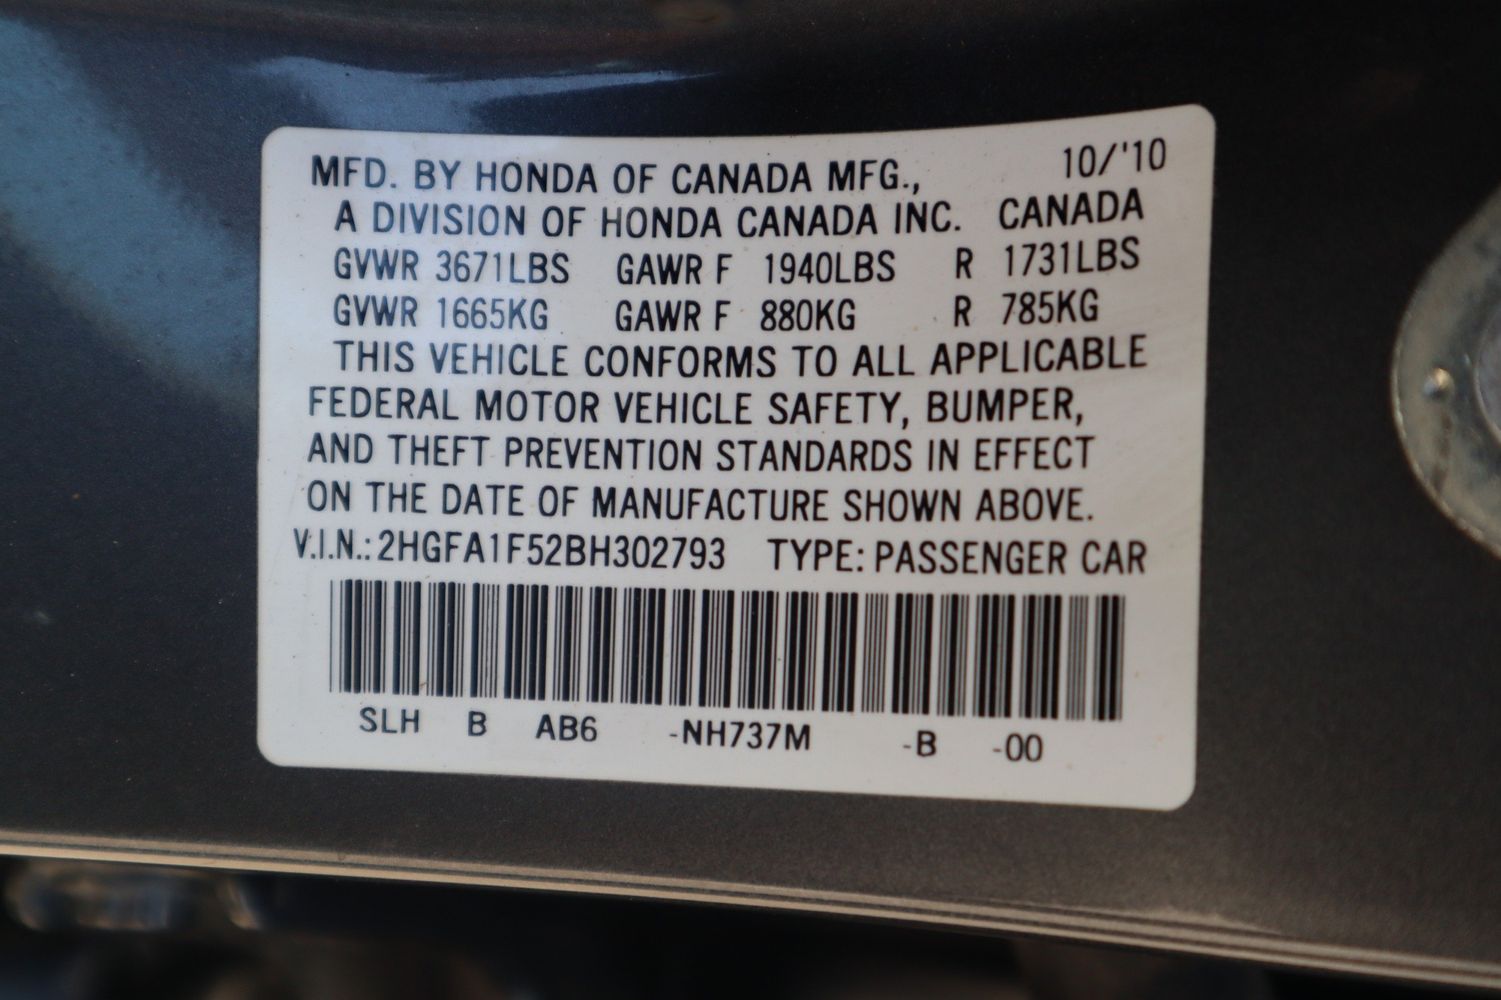 MFD. BY HONDA OF CANADA MFG., 10/'10
A DIVISION OF HONDA CANADA INC. CANADA
GVWR 3671LBS GAWR F 1940LBS R 1731LBS
GVWR 1665KG GAWR F 880KG R 785KG
THIS VEHICLE CONFORMS TO ALL APPLICABLE
FEDERAL MOTOR VEHICLE SAFETY, BUMPER,
AND THEFT PREVENTION STANDARDS IN EFFECT
ON THE DATE OF MANUFACTURE SHOWN ABOVE.
V.I.N.: 2HGFA1F52BH302793 TYPE: PASSENGER CAR
SLH B AB6 -NH737M -B -00